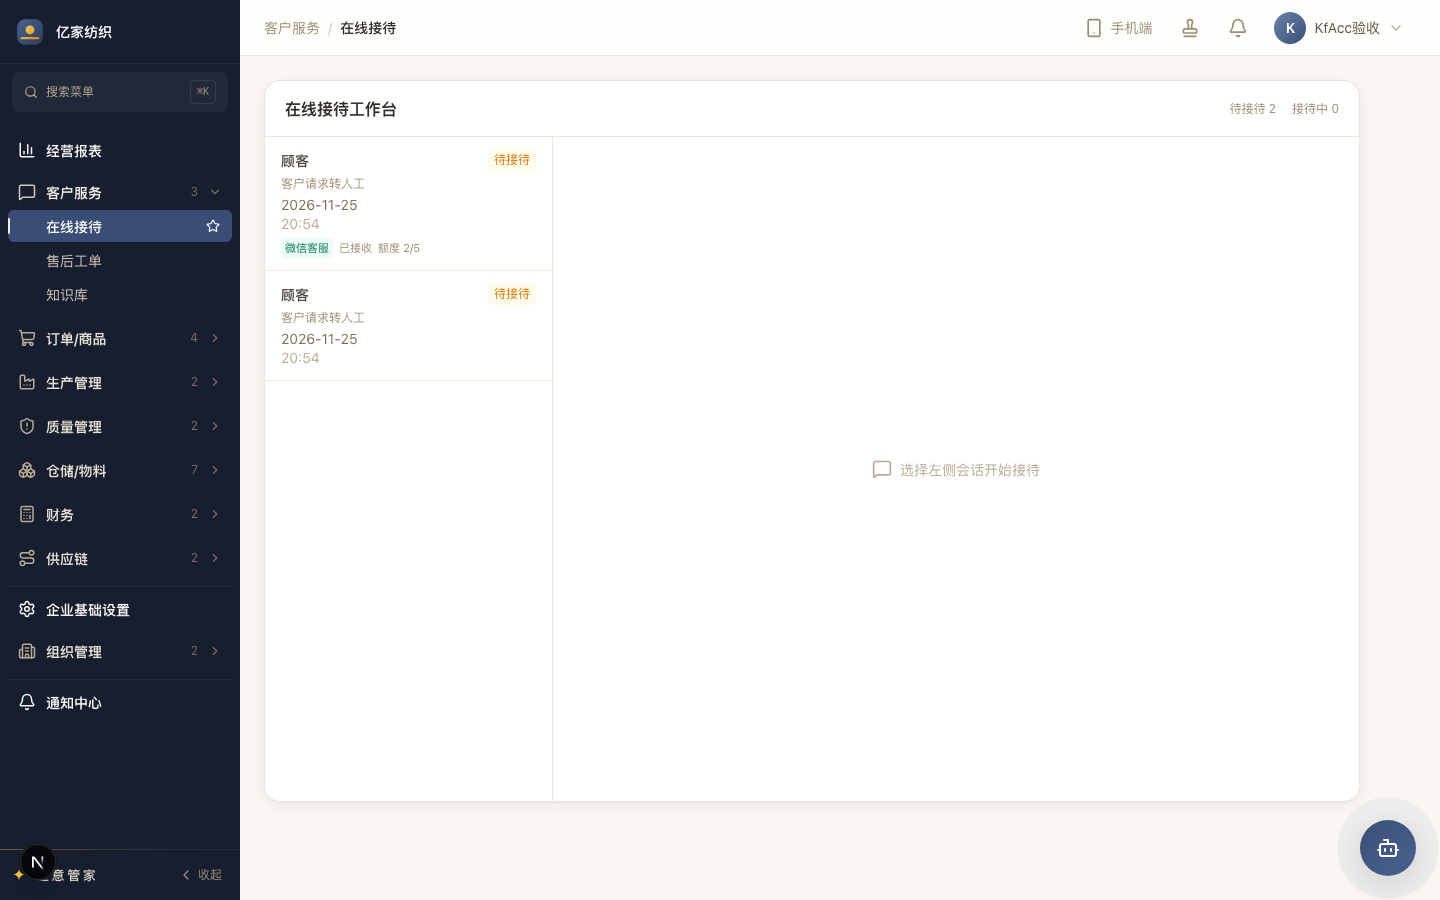 亿家纺织
搜索菜单
⌘K
经营报表
客户服务 3
在线接待
售后工单
知识库
订单/商品 4
生产管理 2
质量管理 2
仓储/物料 7
财务 2
供应链 2
企业基础设置
组织管理 2
通知中心
N
意管家
收起
客户服务 / 在线接待
手机端
K
KfAcc验收
在线接待工作台
待接待 2 接待中 0
顾客 待接待
客户请求转人工
2026-11-25
20:54
微信客服 已接收 额度 2/5
顾客 待接待
客户请求转人工
2026-11-25
20:54
选择左侧会话开始接待